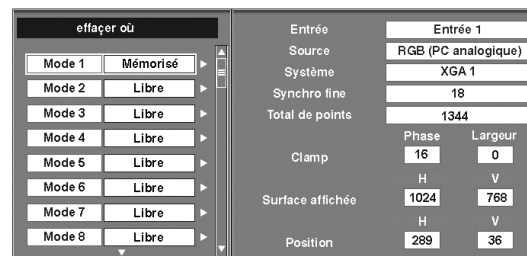 effaçer où
Mode 1 Mémorisé
Mode 2 Libre
Mode 3 Libre
Mode 4 Libre
Mode 5 Libre
Mode 6 Libre
Mode 7 Libre
Mode 8 Libre
Entrée Entrée 1
Source RGB (PC analogique)
Système XGA 1
Synchro fine 18
Total de points 1344
Phase Largeur
Clamp 16 0
H V
Surface affichée 1024 768
H V
Position 289 36